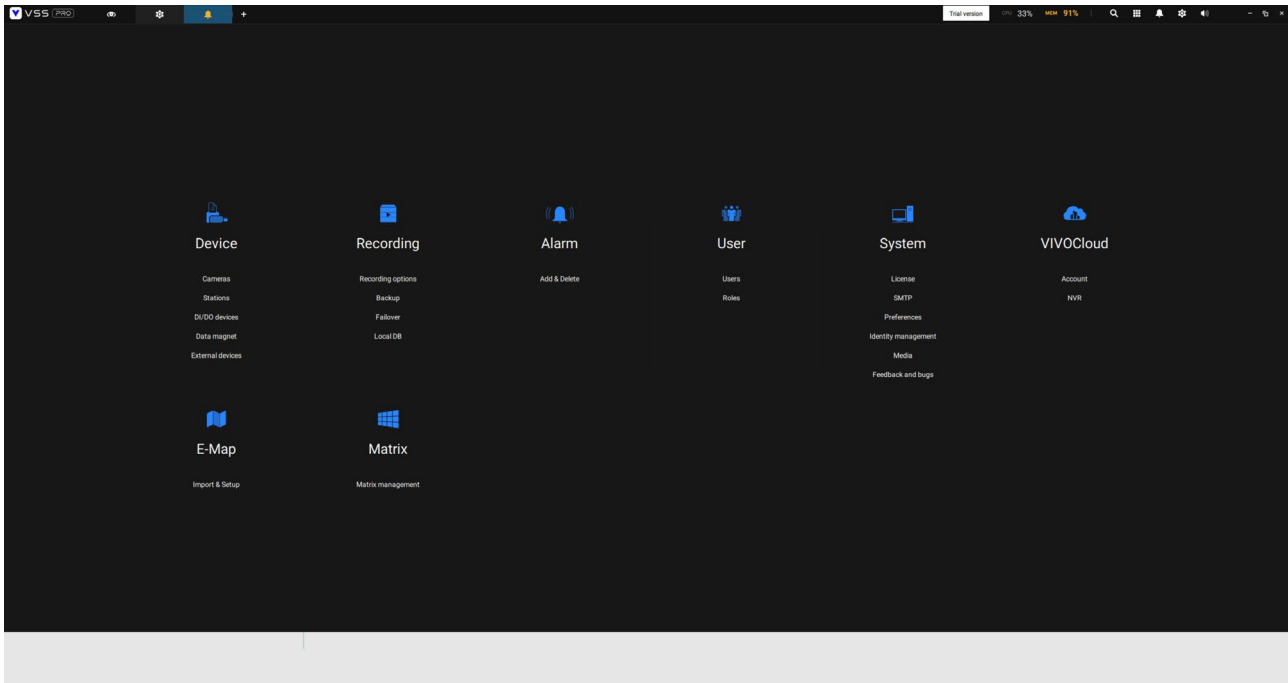 VSS PRO
+
Trial version CPU 33% MEM 91%
Device
Cameras
Stations
DI/DO devices
Data magnet
External devices
Recording
Recording options
Backup
Failover
Local DB
Alarm
Add & Delete
User
Users
Roles
System
License
SMTP
Preferences
Identity management
Media
Feedback and bugs
VIVOCloud
Account
NVR
E-Map
Import & Setup
Matrix
Matrix management